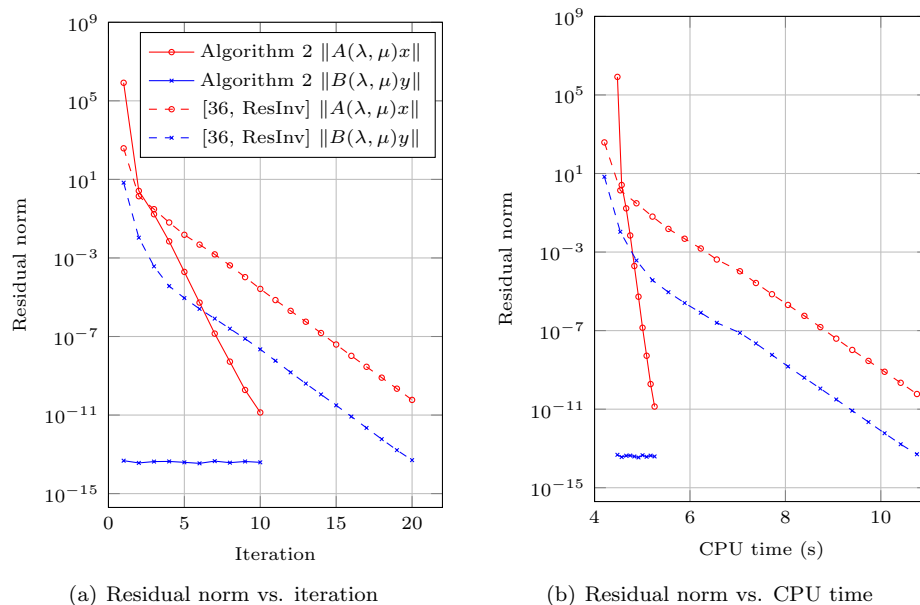 10^9
10^5
10^1
10^−3
10^−7
10^−11
10^−15
0
5
10
15
20
Residual norm
Iteration
Algorithm 2 ‖A(λ, μ)x‖
Algorithm 2 ‖B(λ, μ)y‖
[36, ResInv] ‖A(λ, μ)x‖
[36, ResInv] ‖B(λ, μ)y‖
(a) Residual norm vs. iteration
10^9
10^5
10^1
10^−3
10^−7
10^−11
10^−15
4
6
8
10
Residual norm
CPU time (s)
(b) Residual norm vs. CPU time